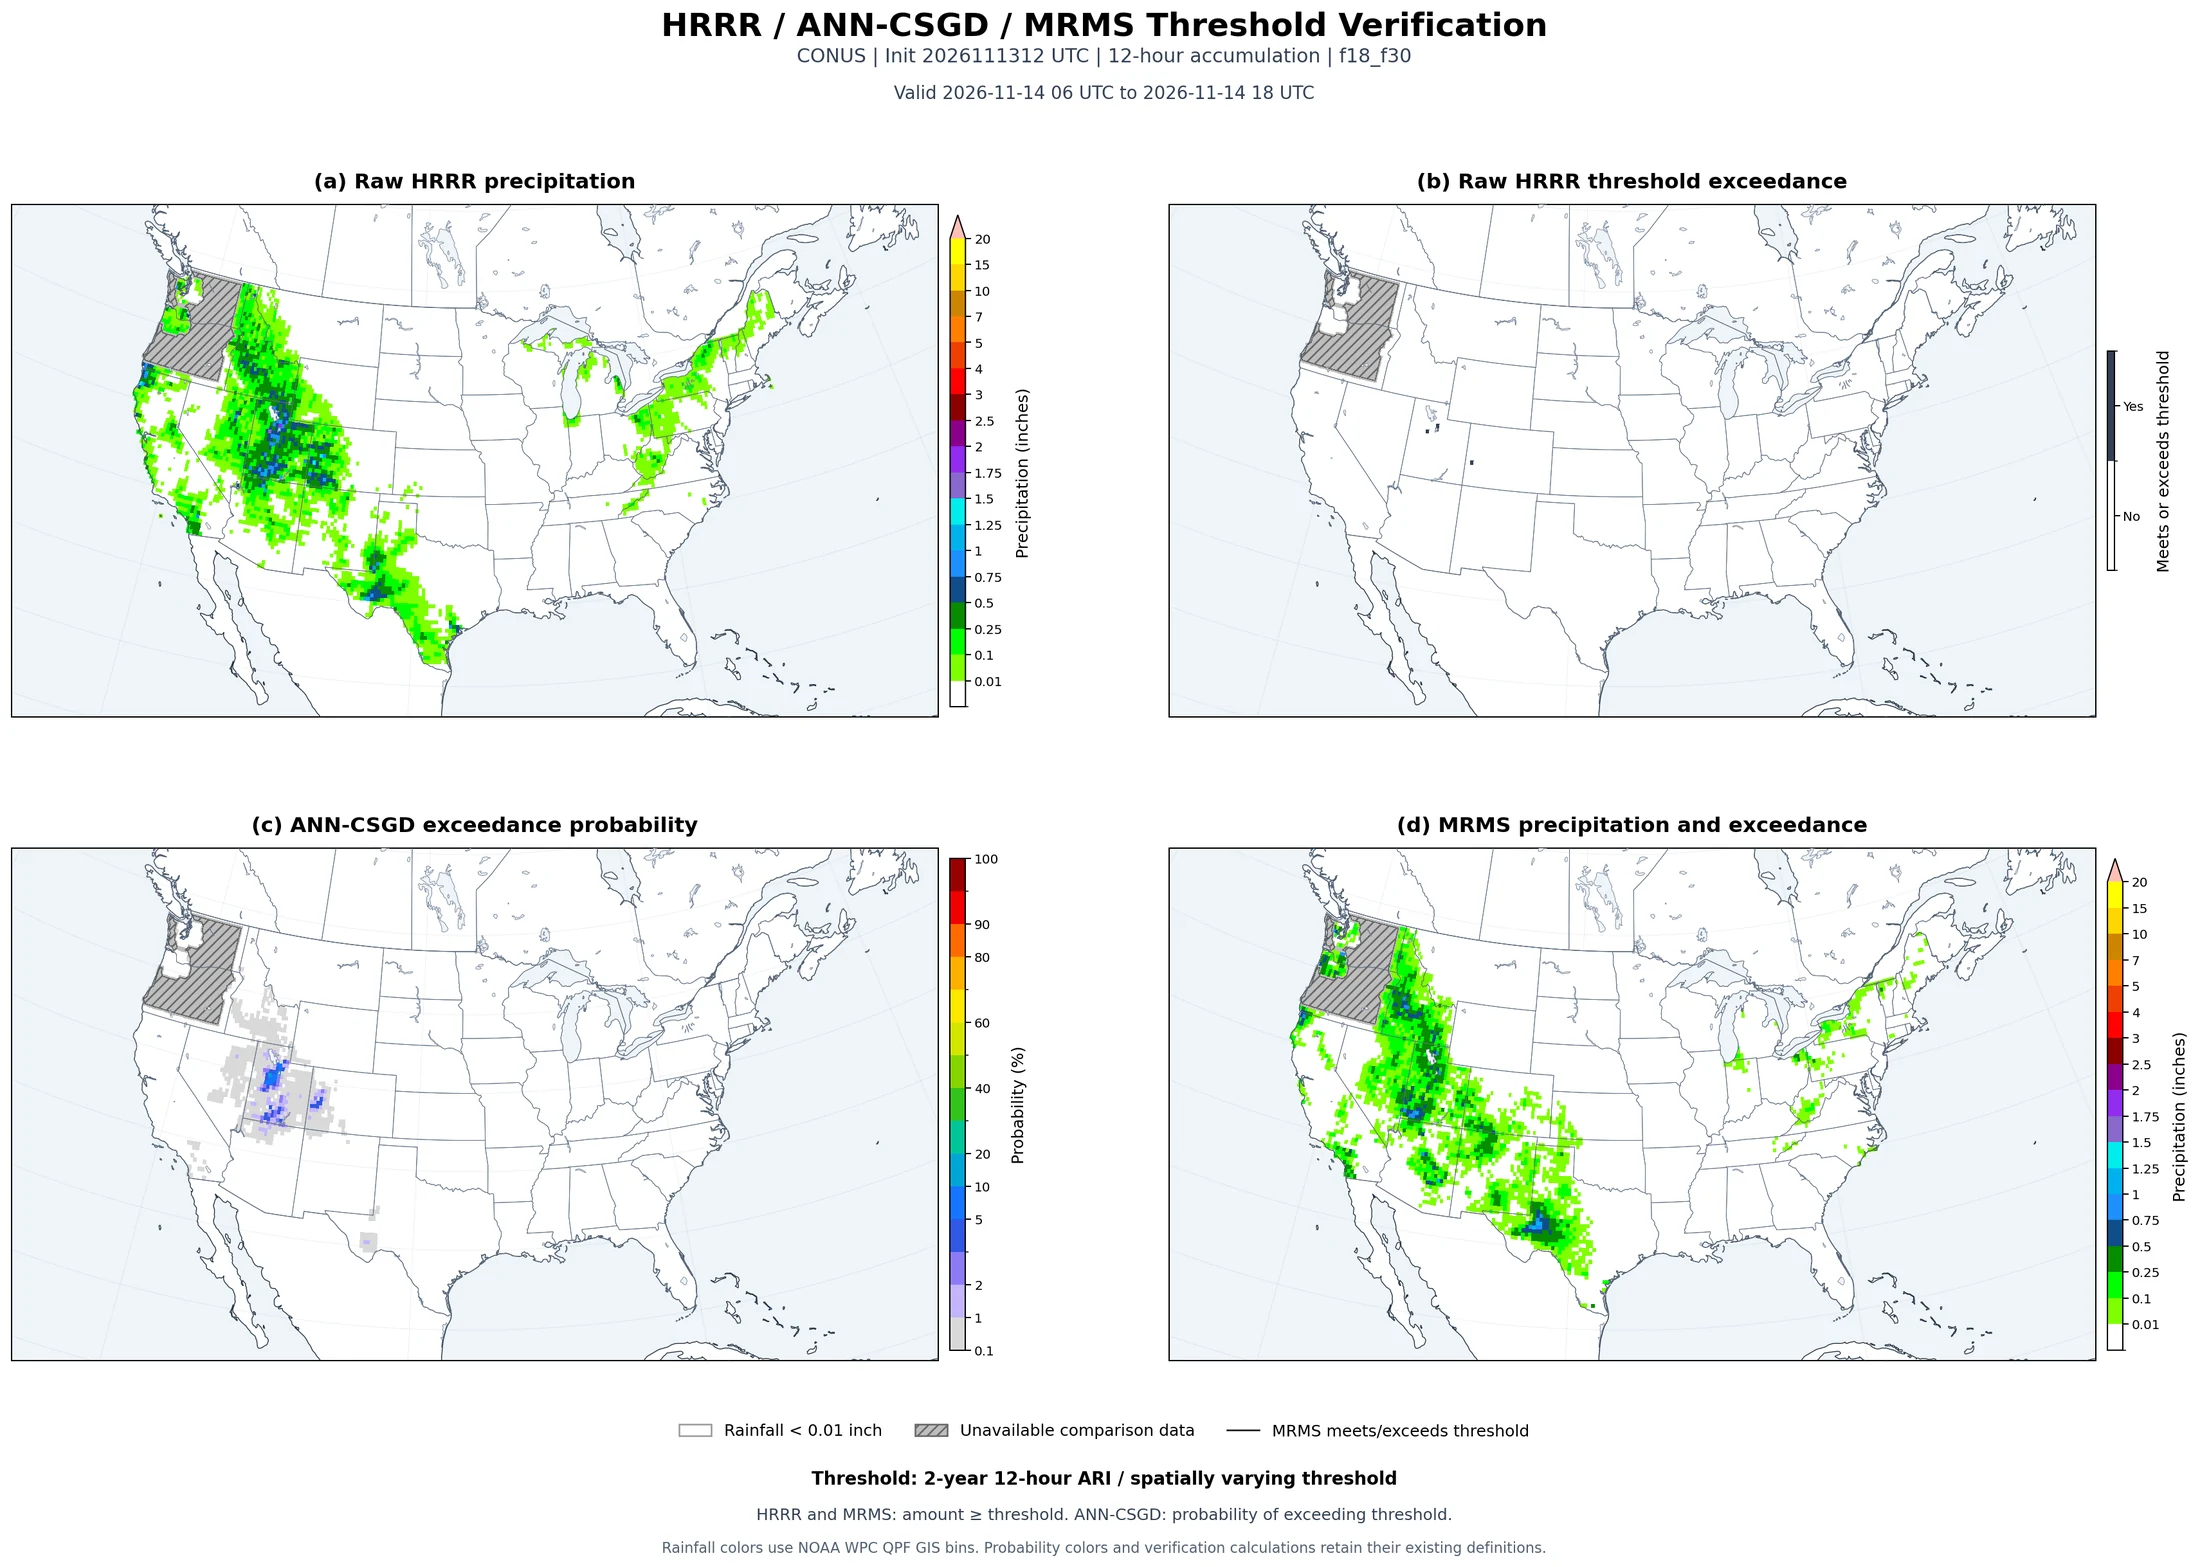 HRRR / ANN-CSGD / MRMS Threshold Verification
CONUS | Init 2026111312 UTC | 12-hour accumulation | f18_f30
Valid 2026-11-14 06 UTC to 2026-11-14 18 UTC
(a) Raw HRRR precipitation
20
15
10
7
5
4
3
2.5
2
1.75
1.5
1.25
1
0.75
0.5
0.25
0.1
0.01
Precipitation (inches)
(b) Raw HRRR threshold exceedance
Yes
No
Meets or exceeds threshold
(c) ANN-CSGD exceedance probability
100
90
80
60
40
20
10
5
2
1
0.1
Probability (%)
(d) MRMS precipitation and exceedance
20
15
10
7
5
4
3
2.5
2
1.75
1.5
1.25
1
0.75
0.5
0.25
0.1
0.01
Precipitation (inches)
Rainfall < 0.01 inch
Unavailable comparison data
MRMS meets/exceeds threshold
Threshold: 2-year 12-hour ARI / spatially varying threshold
HRRR and MRMS: amount ≥ threshold. ANN-CSGD: probability of exceeding threshold.
Rainfall colors use NOAA WPC QPF GIS bins. Probability colors and verification calculations retain their existing definitions.